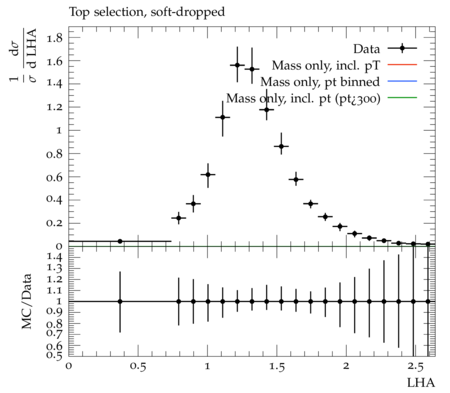 Top selection, soft-dropped
1/σ dσ/d LHA
1.8
1.6
1.4
1.2
1
0.8
0.6
0.4
0.2
0
Data
Mass only, incl. pT
Mass only, pt binned
Mass only, incl. pt (pt¿300)
MC/Data
1.4
1.3
1.2
1.1
1
0.9
0.8
0.7
0.6
0.5
0 0.5 1 1.5 2 2.5
LHA